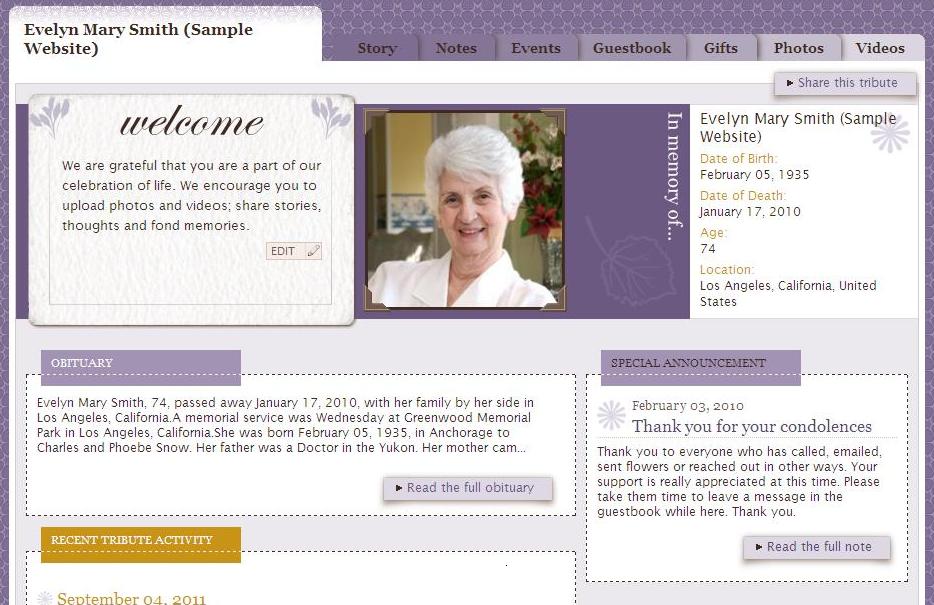 Evelyn Mary Smith (Sample
Website)
Story Notes Events Guestbook Gifts Photos Videos
Share this tribute
welcome
We are grateful that you are a part of our
celebration of life. We encourage you to
upload photos and videos; share stories,
thoughts and fond memories.
EDIT
In memory of...
Evelyn Mary Smith (Sample
Website)
Date of Birth:
February 05, 1935
Date of Death:
January 17, 2010
Age:
74
Location:
Los Angeles, California, United
States
OBITUARY
Evelyn Mary Smith, 74, passed away January 17, 2010, with her family by her side in
Los Angeles, California.A memorial service was Wednesday at Greenwood Memorial
Park in Los Angeles, California.She was born February 05, 1935, in Anchorage to
Charles and Phoebe Snow. Her father was a Doctor in the Yukon. Her mother cam...
Read the full obituary
SPECIAL ANNOUNCEMENT
February 03, 2010
Thank you for your condolences
Thank you to everyone who has called, emailed,
sent flowers or reached out in other ways. Your
support is really appreciated at this time. Please
take them time to leave a message in the
guestbook while here. Thank you.
Read the full note
RECENT TRIBUTE ACTIVITY
September 04, 2011